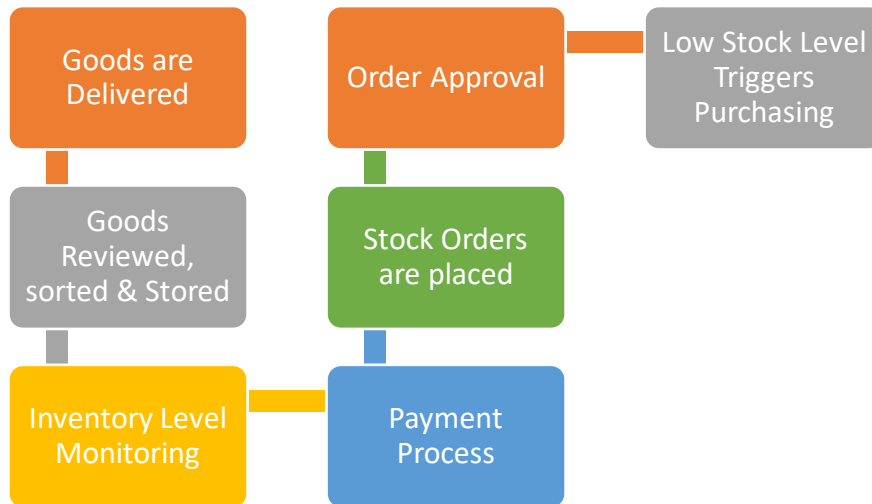 Goods are
Delivered
Goods
Reviewed,
sorted & Stored
Inventory Level
Monitoring
Payment
Process
Stock Orders
are placed
Order Approval
Low Stock Level
Triggers
Purchasing